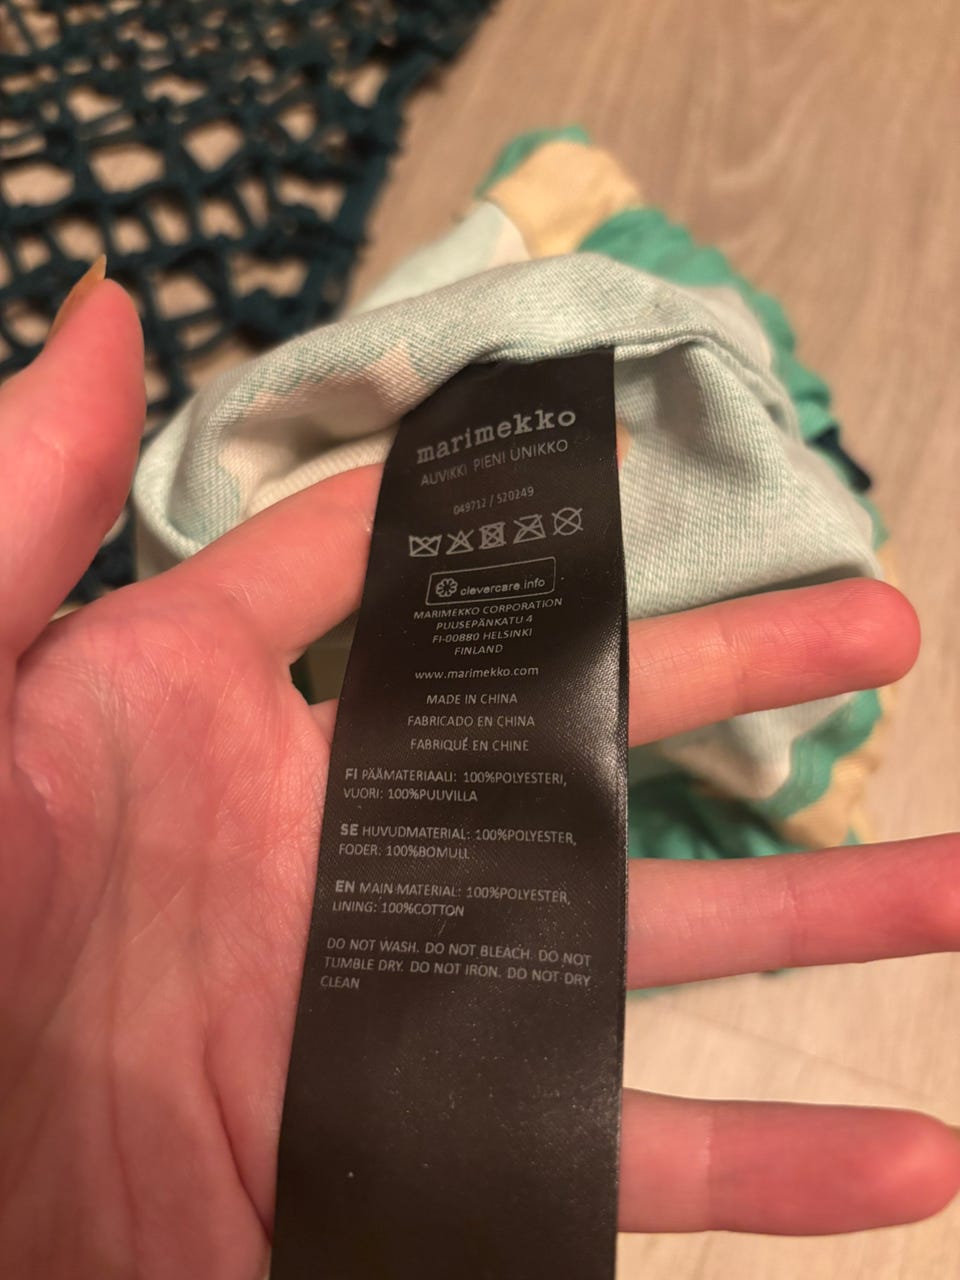 marimekko
AUVIKKI PIENI UNIKKO
049712 / 520249
clevercare.info
MARIMEKKO CORPORATION
PUUSEPÄNKATU 4
FI-00880 HELSINKI
FINLAND
www.marimekko.com
MADE IN CHINA
FABRICADO EN CHINA
FABRIQUÉ EN CHINE
FI PÄÄMATERIAALI: 100%POLYESTERI,
VUORI: 100%PUUVILLA
SE HUVUDMATERIAL: 100%POLYESTER,
FODER: 100%BOMULL
EN MAIN MATERIAL: 100%POLYESTER,
LINING: 100%COTTON
DO NOT WASH. DO NOT BLEACH. DO NOT
TUMBLE DRY. DO NOT IRON. DO NOT DRY
CLEAN